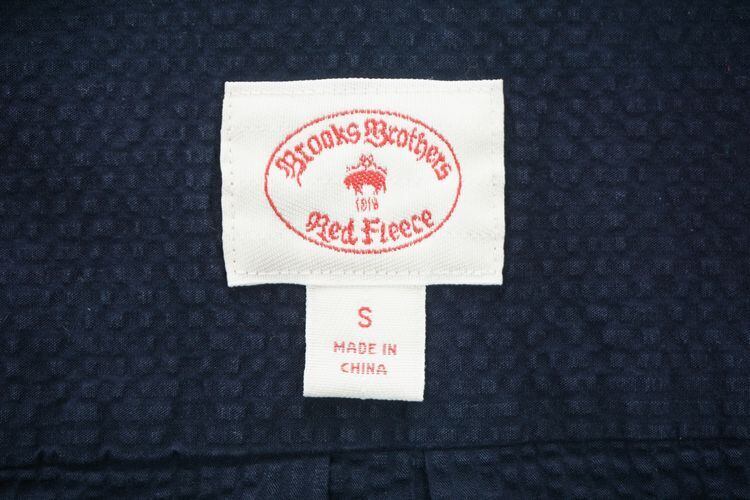 Brooks Brothers
1818
Red Fleece
S
MADE IN
CHINA